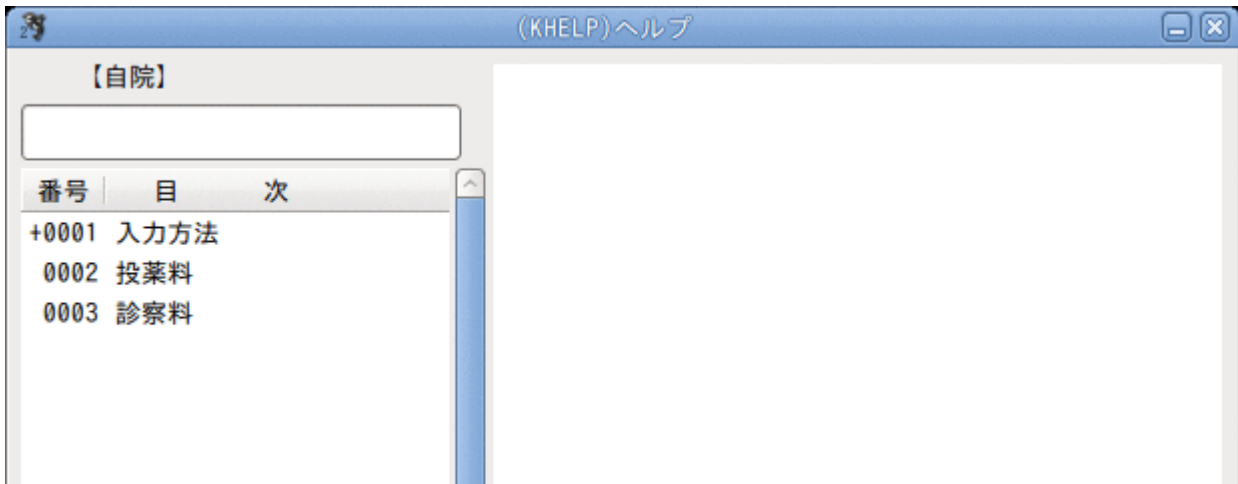 (KHELP)ヘルプ
【自院】
番号 目 次
+0001 入力方法
0002 投薬料
0003 診察料